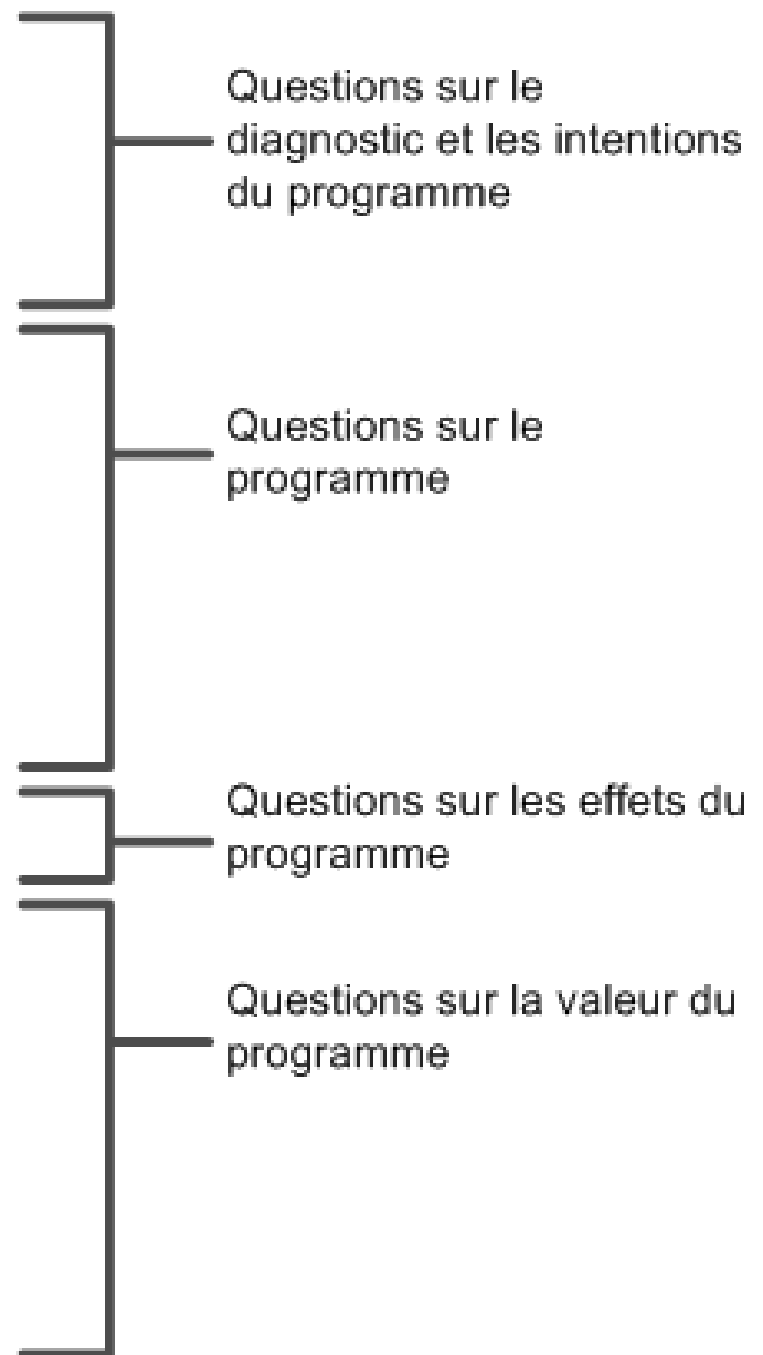 Questions sur le
diagnostic et les intentions
du programme
Questions sur le
programme
Questions sur les effets du
programme
Questions sur la valeur du
programme